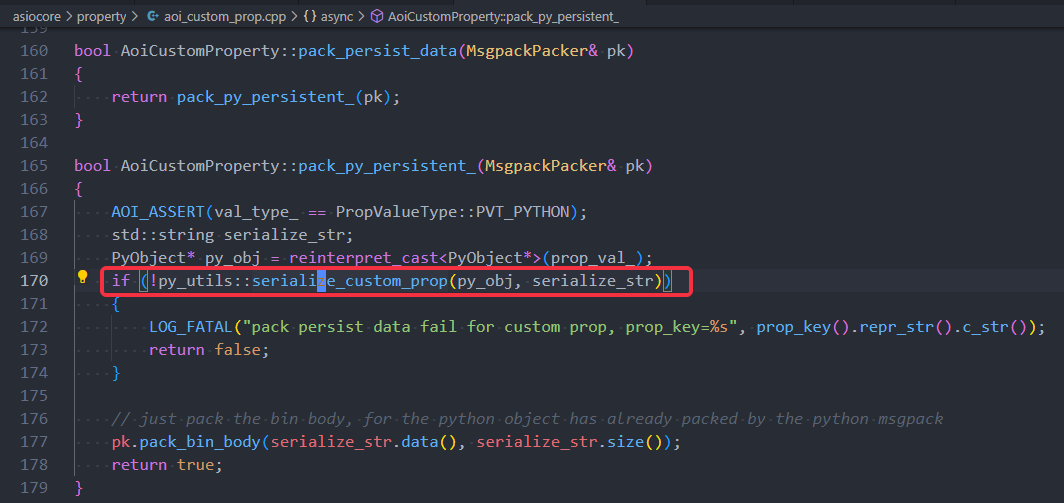 asiocore > property > aoi_custom_prop.cpp > {} async > AoiCustomProperty::pack_py_persistent_
159
160 bool AoiCustomProperty::pack_persist_data(MsgpackPacker& pk)
161 {
162     return pack_py_persistent_(pk);
163 }
164
165 bool AoiCustomProperty::pack_py_persistent_(MsgpackPacker& pk)
166 {
167     AOI_ASSERT(val_type_ == PropValueType::PVT_PYTHON);
168     std::string serialize_str;
169     PyObject* py_obj = reinterpret_cast<PyObject*>(prop_val_);
170     if (!py_utils::serialize_custom_prop(py_obj, serialize_str))
171     {
172         LOG_FATAL("pack persist data fail for custom prop, prop_key=%s", prop_key().repr_str().c_str());
173         return false;
174     }
175
176     // just pack the bin body, for the python object has already packed by the python msgpack
177     pk.pack_bin_body(serialize_str.data(), serialize_str.size());
178     return true;
179 }